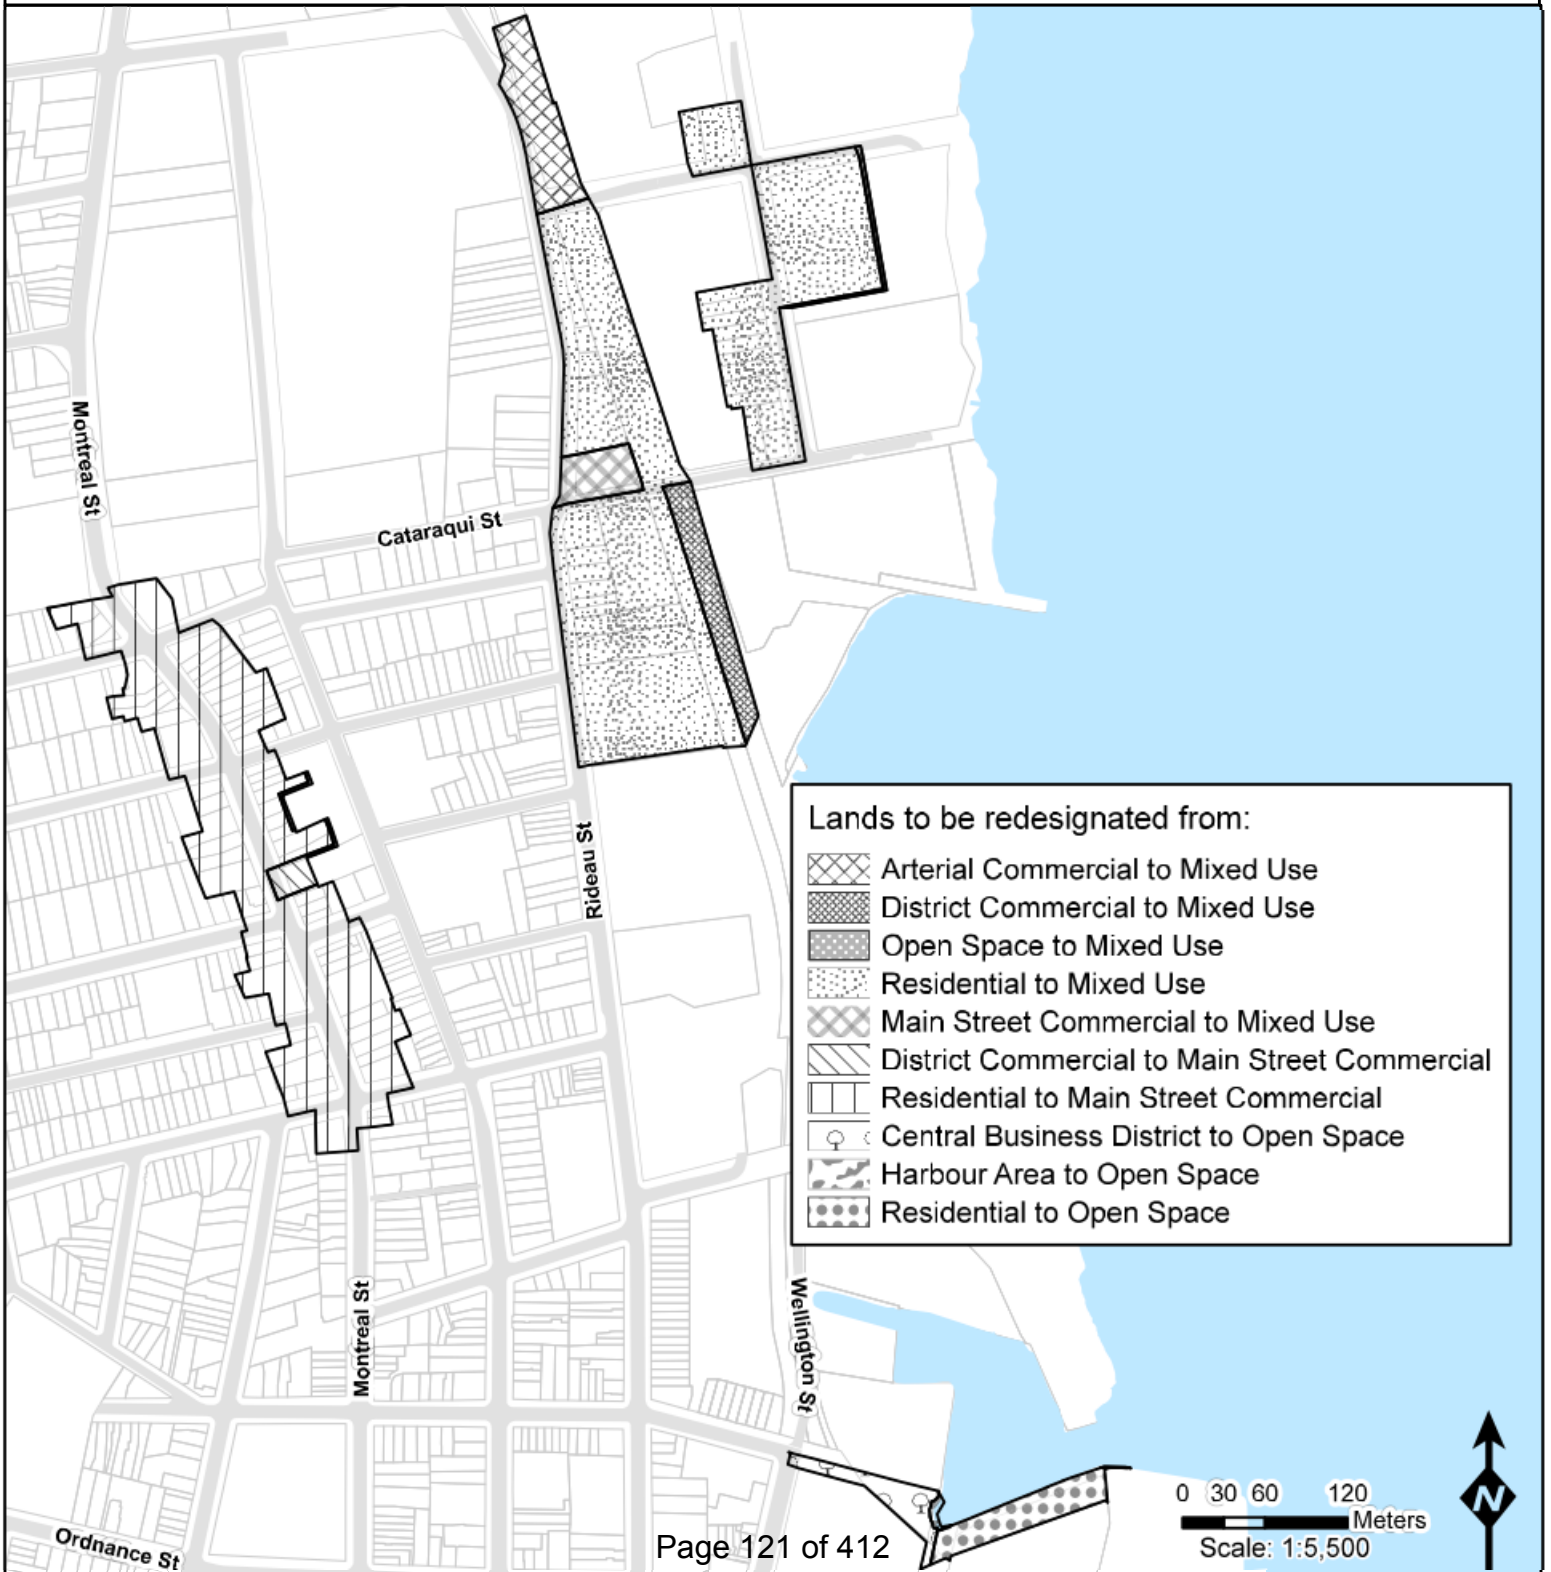 Montreal St
Cataraqui St
Rideau St
Lands to be redesignated from:
Arterial Commercial to Mixed Use
District Commercial to Mixed Use
Open Space to Mixed Use
Residential to Mixed Use
Main Street Commercial to Mixed Use
District Commercial to Main Street Commercial
Residential to Main Street Commercial
Central Business District to Open Space
Harbour Area to Open Space
Residential to Open Space
Montreal St
Wellington St
Ordnance St
Page 121 of 412
0 30 60 120
Meters
Scale: 1:5,500
N